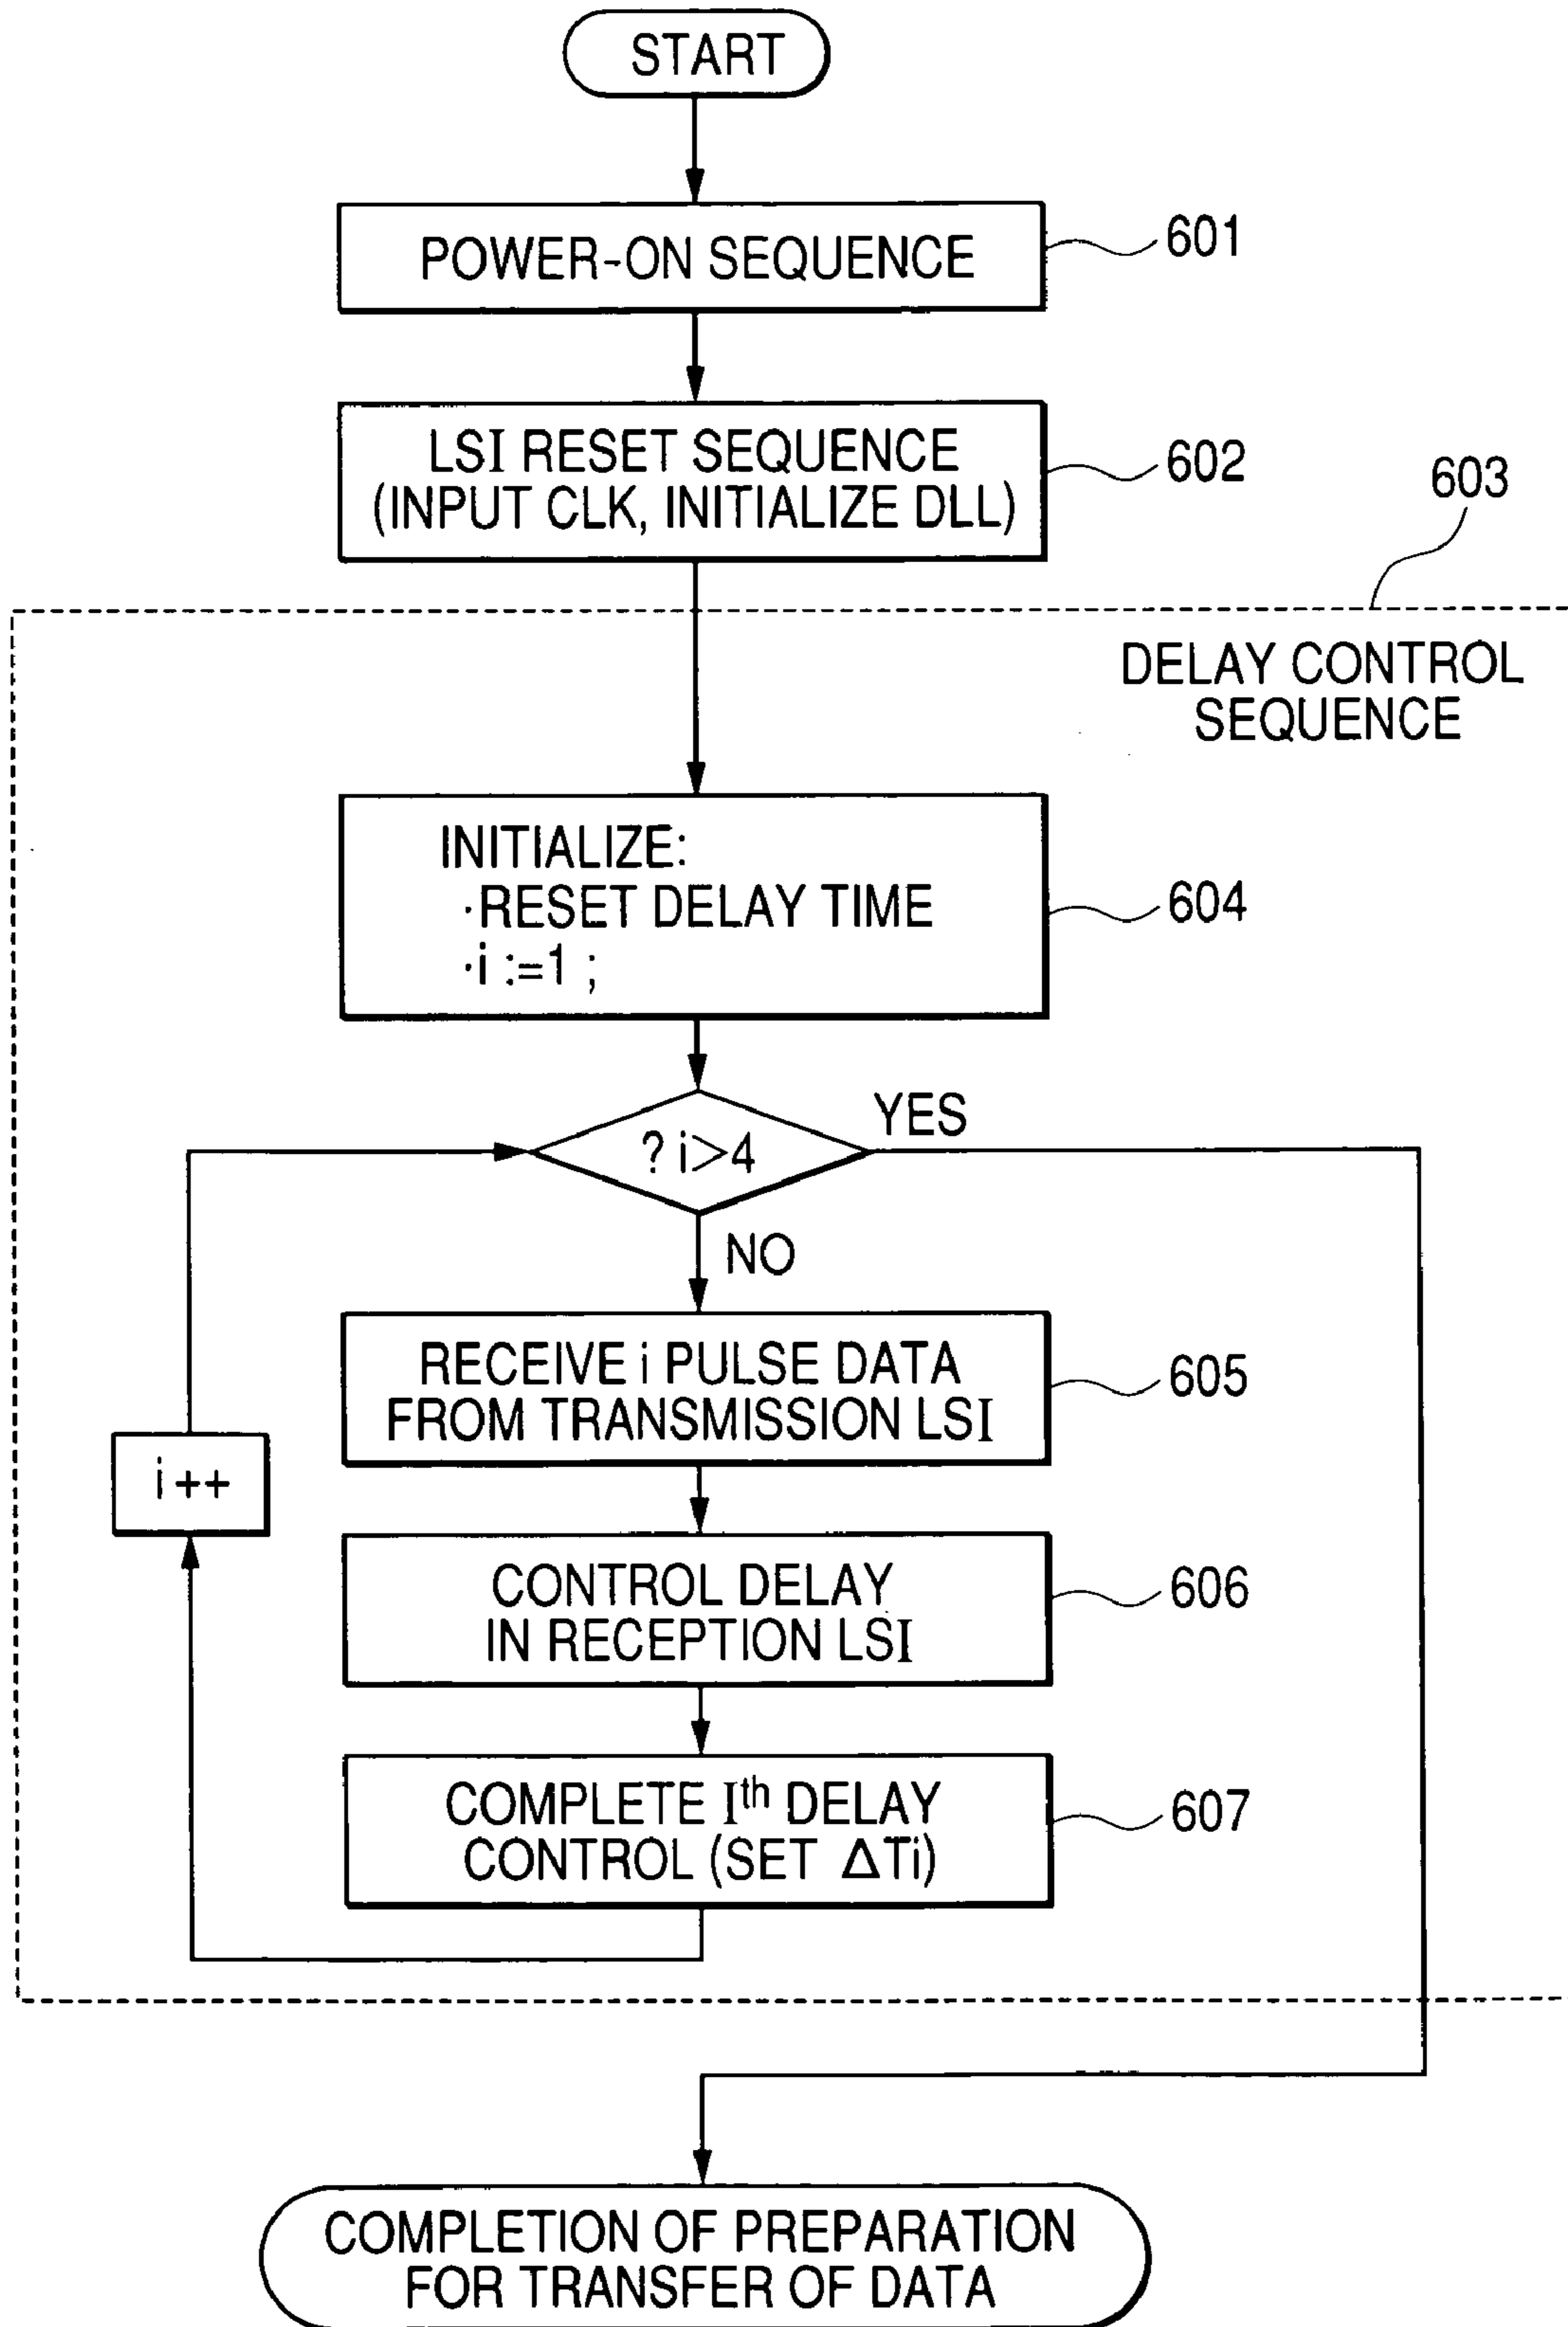 START
POWER-ON SEQUENCE
601
LSI RESET SEQUENCE
(INPUT CLK, INITIALIZE DLL)
602
603
DELAY CONTROL
SEQUENCE
INITIALIZE:
·RESET DELAY TIME
·i :=1 ;
604
? i>4
YES
NO
RECEIVE i PULSE DATA
FROM TRANSMISSION LSI
605
i ++
CONTROL DELAY
IN RECEPTION LSI
606
COMPLETE Ith DELAY
CONTROL (SET ΔTi)
607
COMPLETION OF PREPARATION
FOR TRANSFER OF DATA